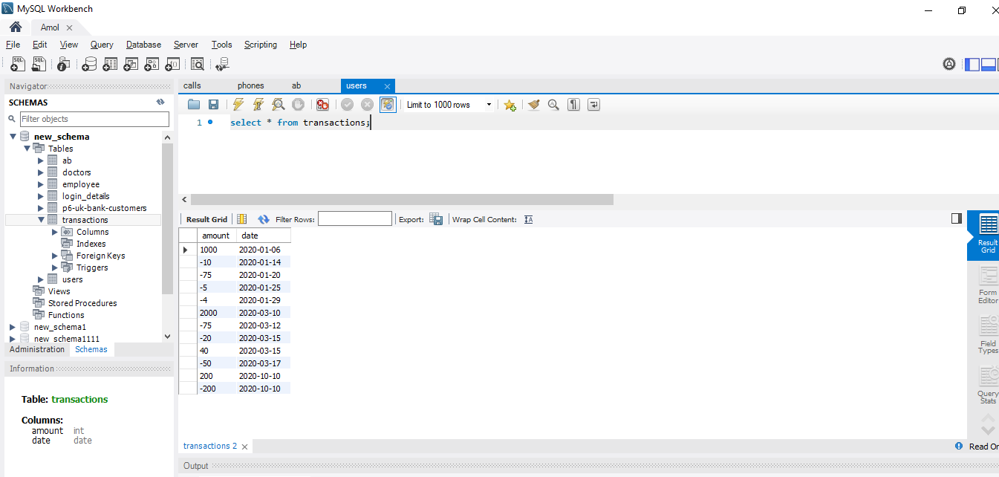 MySQL Workbench
Amol
File Edit View Query Database Server Tools Scripting Help
Navigator
SCHEMAS
Filter objects
new_schema
Tables
ab
doctors
employee
login_details
p6-uk-bank-customers
transactions
Columns
Indexes
Foreign Keys
Triggers
users
Views
Stored Procedures
Functions
new_schema1
new_schema1111
Administration Schemas
Information
Table: transactions
Columns:
amount int
date date
calls phones ab users
Limit to 1000 rows
1 select * from transactions;
Result Grid Filter Rows: Export: Wrap Cell Content:
amount date
1000 2020-01-06
-10 2020-01-14
-75 2020-01-20
-5 2020-01-25
-4 2020-01-29
2000 2020-03-10
-75 2020-03-12
-20 2020-03-15
40 2020-03-15
-50 2020-03-17
200 2020-10-10
-200 2020-10-10
Result
Grid
Form
Editor
Field
Types
Query
Stats
transactions 2
Read On
Output